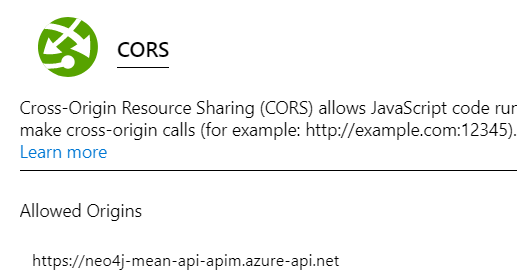 CORS
Cross-Origin Resource Sharing (CORS) allows JavaScript code
make cross-origin calls (for example: http://example.com:12345).
Learn more
Allowed Origins
https://neo4j-mean-api-apim.azure-api.net